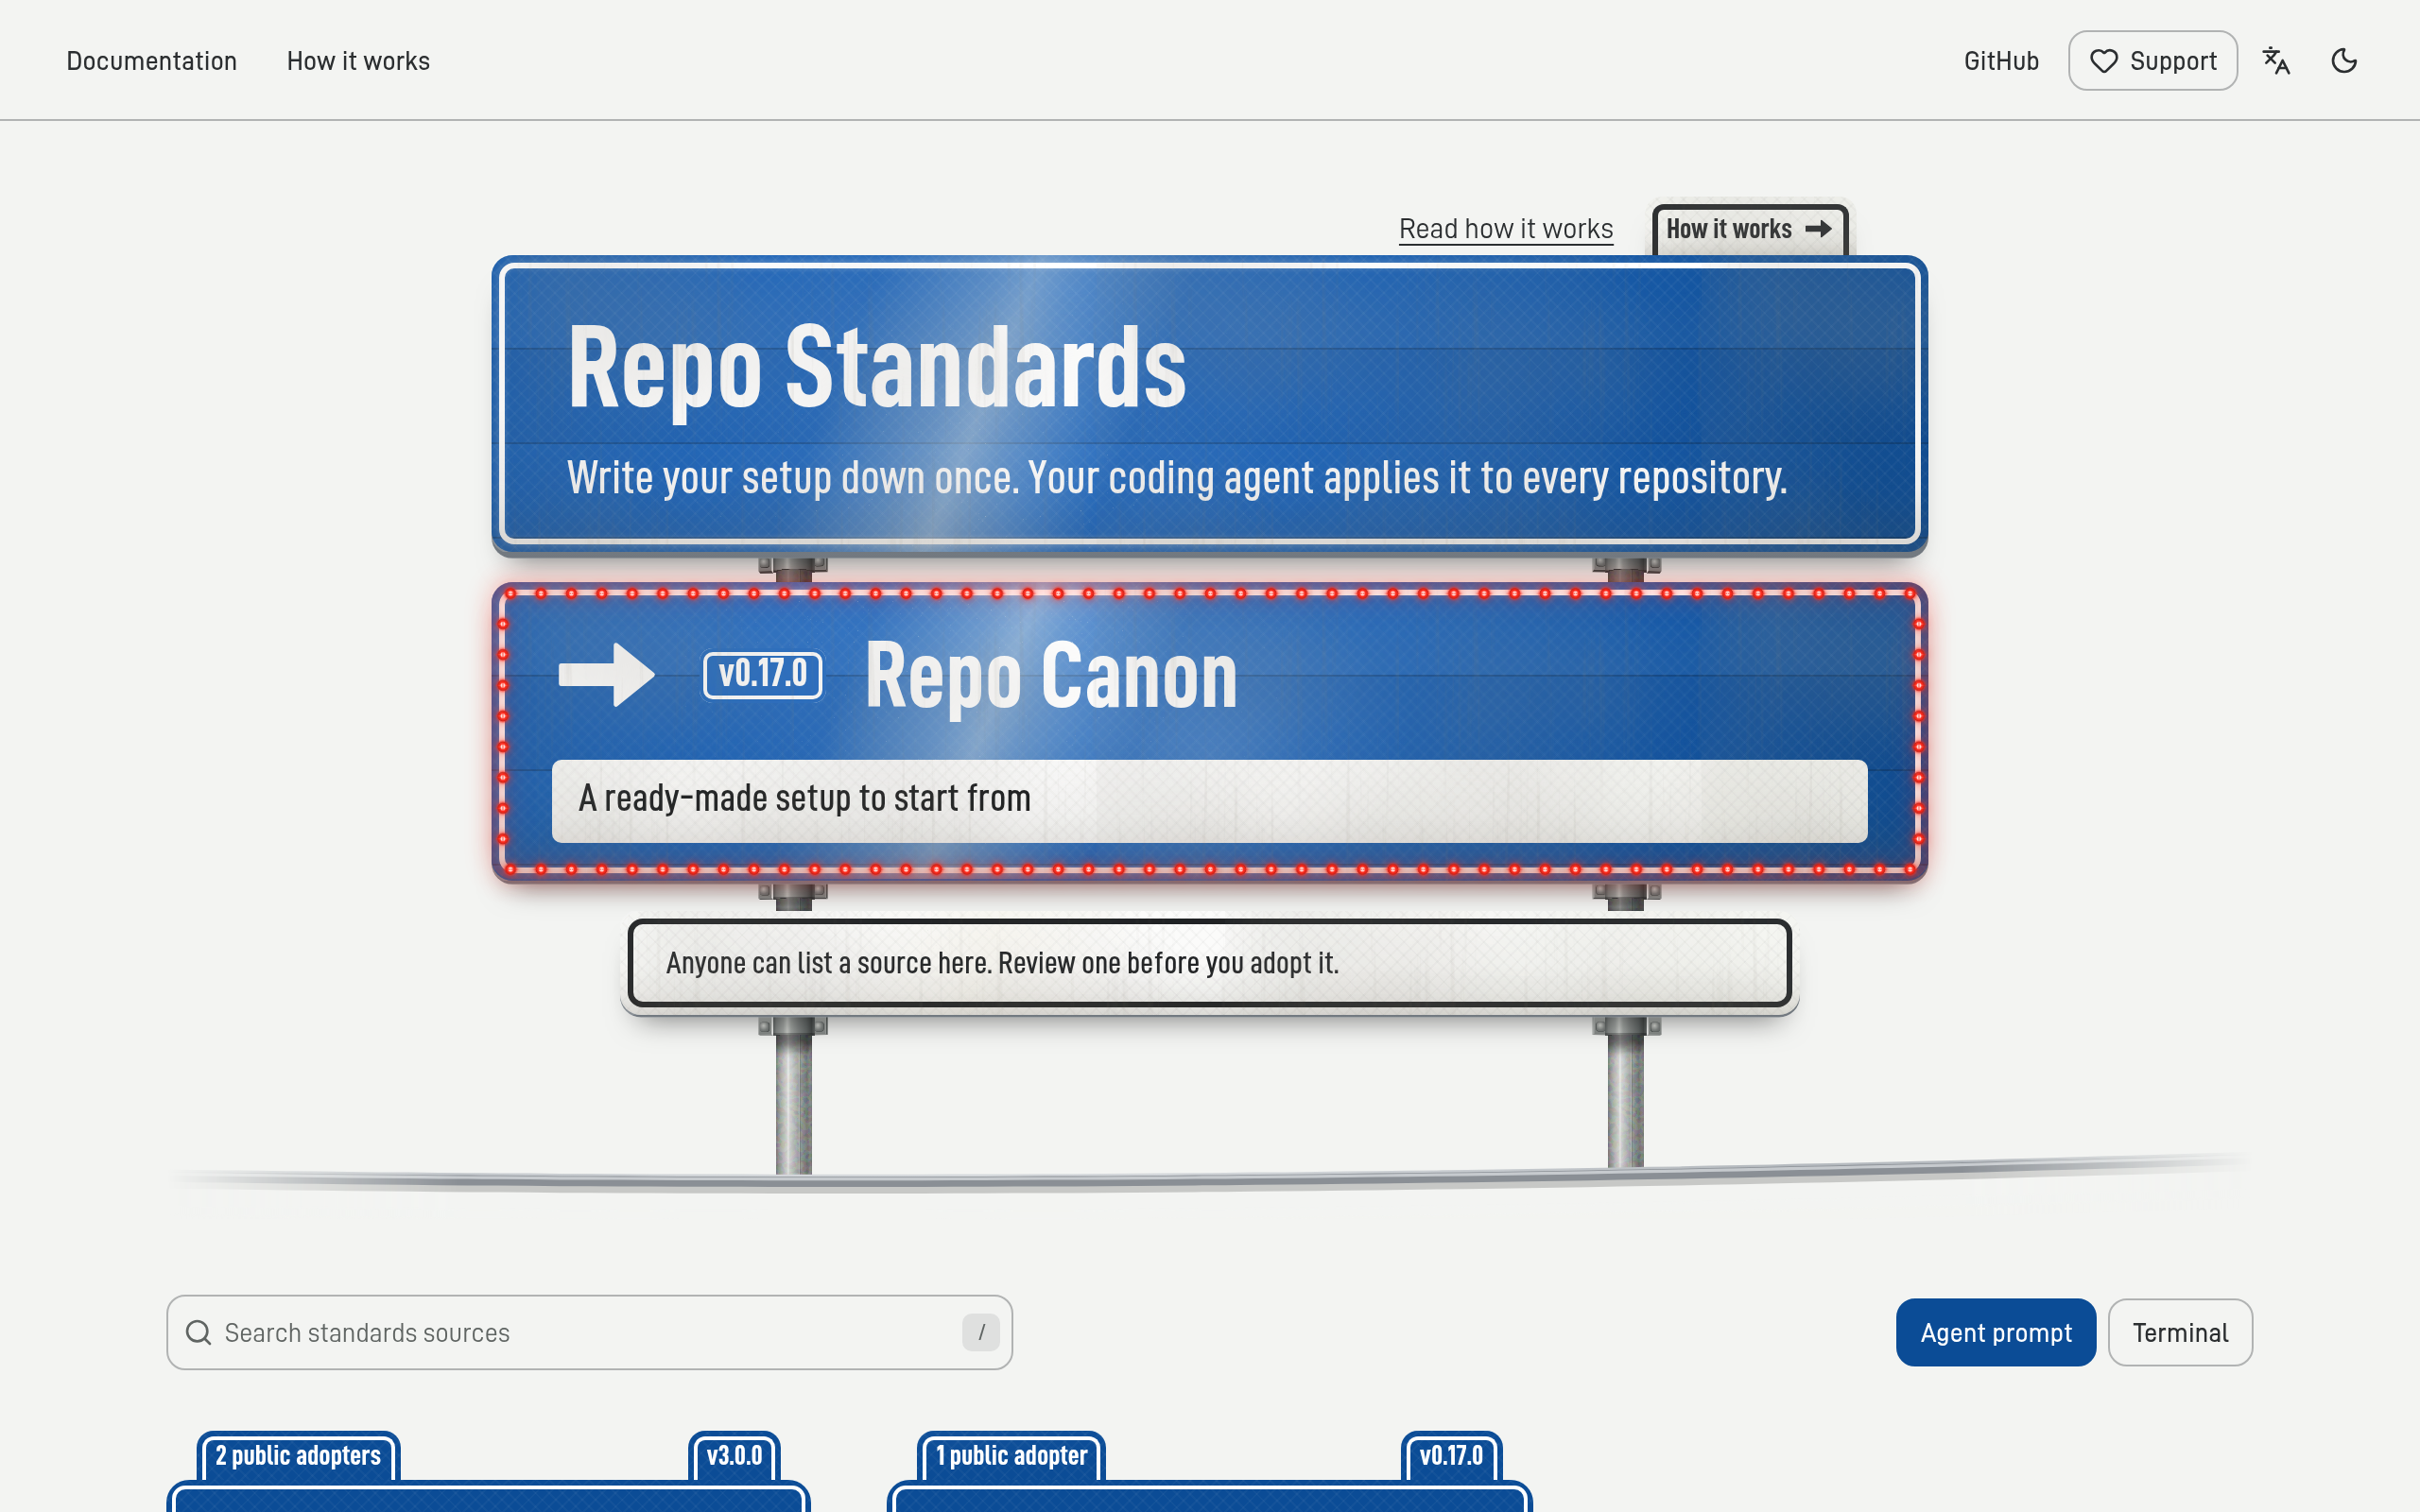 Documentation
How it works
GitHub
Support
Read how it works
How it works
Repo Standards
Write your setup down once. Your coding agent applies it to every repository.
v0.17.0
Repo Canon
A ready-made setup to start from
Anyone can list a source here. Review one before you adopt it.
Search standards sources
/
Agent prompt
Terminal
2 public adopters
v3.0.0
1 public adopter
v0.17.0